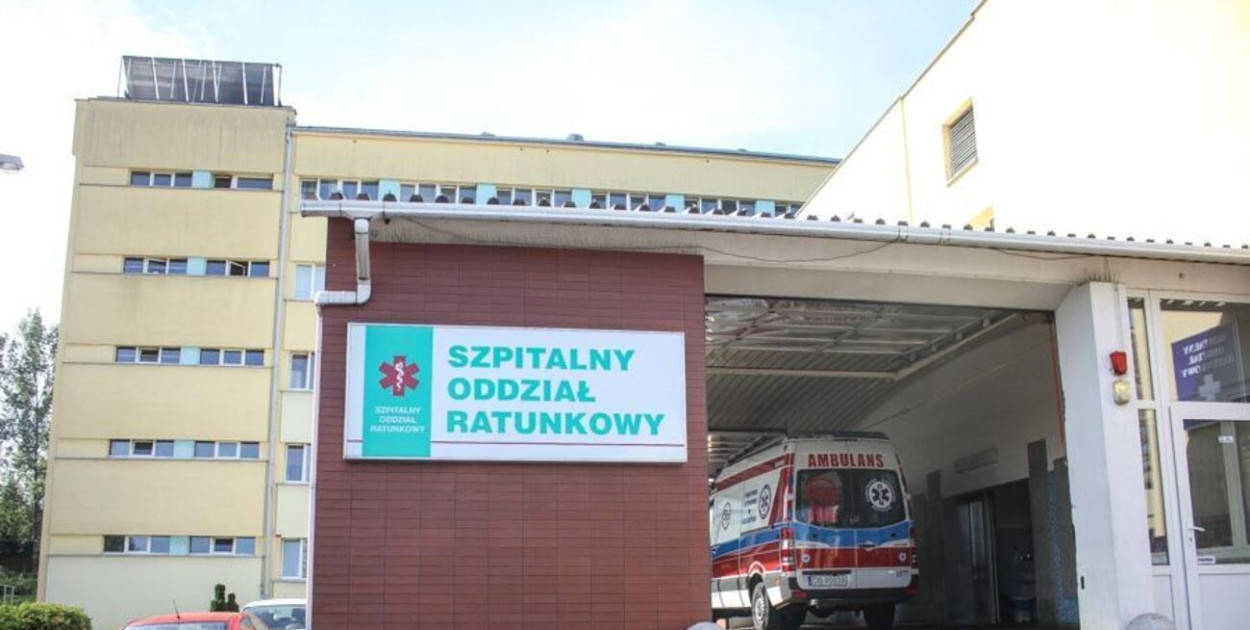 SZPITALNY
ODDZIAŁ
RATUNKOWY
SZPITALNY
ODDZIAŁ
RATUNKOWY
AMBULANS